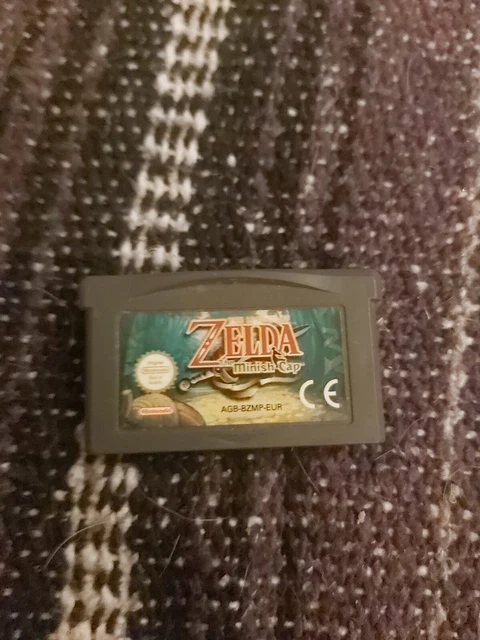 ZELDA
Minish Cap
Nintendo
AGB-BZMP-EUR
CE